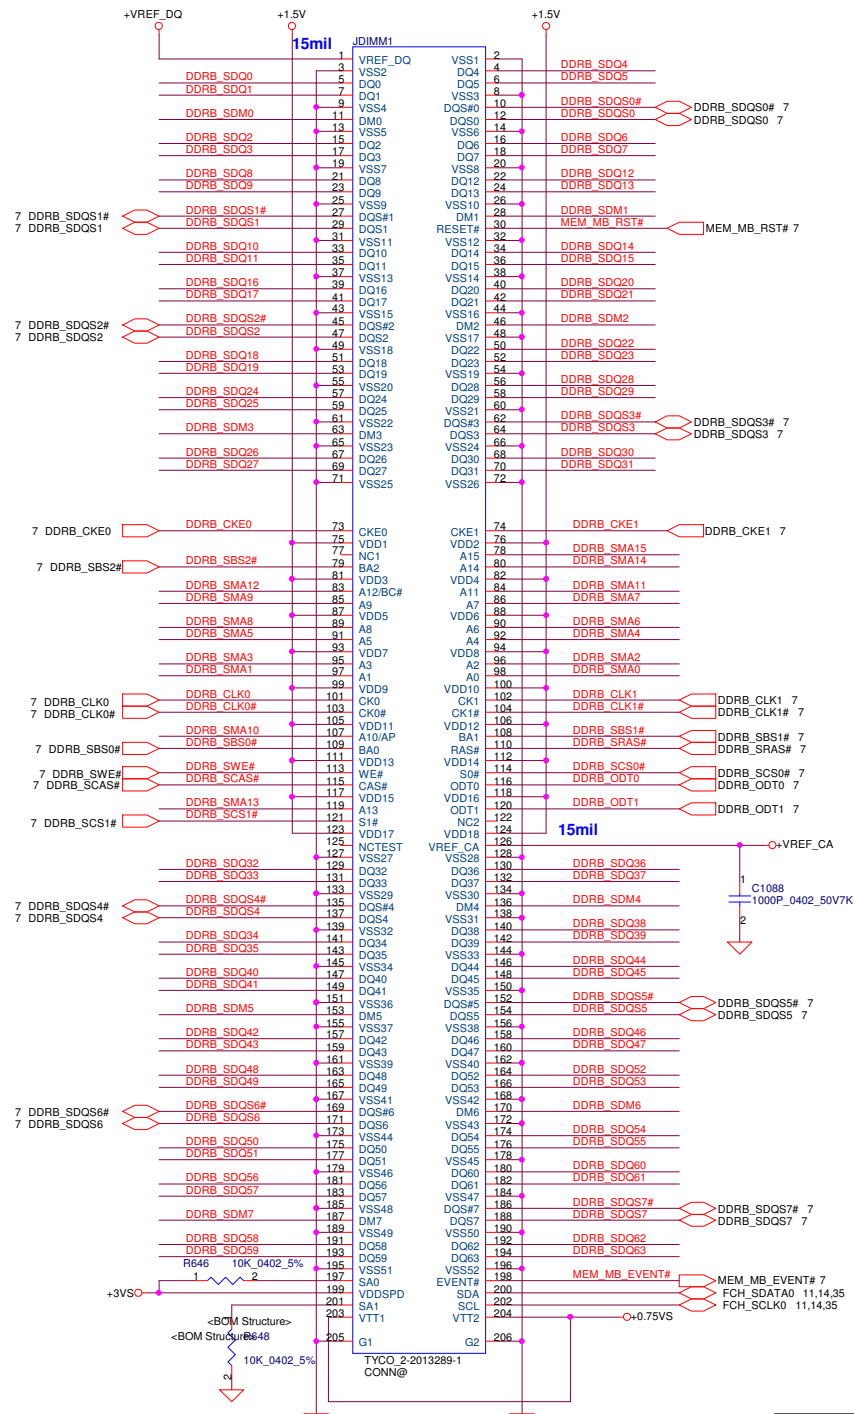 +VREF_DQ +1.5V +1.5V
15mil JDIMM1
1 VREF_DQ VSS1 2
3 VSS2 DQ4 4 DDRB_SDQ4
DDRB_SDQ0 5 DQ0 DQ5 6 DDRB_SDQ5
DDRB_SDQ1 7 DQ1 VSS3 8
9 VSS4 DQS#0 10 DDRB_SDQS0# DDRB_SDQS0# 7
DDRB_SDM0 11 DM0 DQS0 12 DDRB_SDQS0 DDRB_SDQS0 7
13 VSS5 VSS6 14
DDRB_SDQ2 15 DQ2 DQ6 16 DDRB_SDQ6
DDRB_SDQ3 17 DQ3 DQ7 18 DDRB_SDQ7
19 VSS7 VSS8 20
DDRB_SDQ8 21 DQ8 DQ12 22 DDRB_SDQ12
DDRB_SDQ9 23 DQ9 DQ13 24 DDRB_SDQ13
25 VSS9 VSS10 26
7 DDRB_SDQS1# DDRB_SDQS1# 27 DQS#1 DM1 28 DDRB_SDM1
7 DDRB_SDQS1 DDRB_SDQS1 29 DQS1 RESET# 30 MEM_MB_RST# MEM_MB_RST# 7
31 VSS11 VSS12 32
DDRB_SDQ10 33 DQ10 DQ14 34 DDRB_SDQ14
DDRB_SDQ11 35 DQ11 DQ15 36 DDRB_SDQ15
37 VSS13 VSS14 38
DDRB_SDQ16 39 DQ16 DQ20 40 DDRB_SDQ20
DDRB_SDQ17 41 DQ17 DQ21 42 DDRB_SDQ21
43 VSS15 VSS16 44
7 DDRB_SDQS2# DDRB_SDQS2# 45 DQS#2 DM2 46 DDRB_SDM2
7 DDRB_SDQS2 DDRB_SDQS2 47 DQS2 VSS17 48
49 VSS18 DQ22 50 DDRB_SDQ22
DDRB_SDQ18 51 DQ18 DQ23 52 DDRB_SDQ23
DDRB_SDQ19 53 DQ19 VSS19 54
55 VSS20 DQ28 56 DDRB_SDQ28
DDRB_SDQ24 57 DQ24 DQ29 58 DDRB_SDQ29
DDRB_SDQ25 59 DQ25 VSS21 60
61 VSS22 DQS#3 62 DDRB_SDQS3# DDRB_SDQS3# 7
DDRB_SDM3 63 DM3 DQS3 64 DDRB_SDQS3 DDRB_SDQS3 7
65 VSS23 VSS24 66
DDRB_SDQ26 67 DQ26 DQ30 68 DDRB_SDQ30
DDRB_SDQ27 69 DQ27 DQ31 70 DDRB_SDQ31
71 VSS25 VSS26 72
7 DDRB_CKE0 DDRB_CKE0 73 CKE0 CKE1 74 DDRB_CKE1 DDRB_CKE1 7
75 VDD1 VDD2 76
77 NC1 A15 78 DDRB_SMA15
7 DDRB_SBS2# DDRB_SBS2# 79 BA2 A14 80 DDRB_SMA14
81 VDD3 VDD4 82
DDRB_SMA12 83 A12/BC# A11 84 DDRB_SMA11
DDRB_SMA9 85 A9 A7 86 DDRB_SMA7
87 VDD5 VDD6 88
DDRB_SMA8 89 A8 A6 90 DDRB_SMA6
DDRB_SMA5 91 A5 A4 92 DDRB_SMA4
93 VDD7 VDD8 94
DDRB_SMA3 95 A3 A2 96 DDRB_SMA2
DDRB_SMA1 97 A1 A0 98 DDRB_SMA0
99 VDD9 VDD10 100
7 DDRB_CLK0 DDRB_CLK0 101 CK0 CK1 102 DDRB_CLK1 DDRB_CLK1 7
7 DDRB_CLK0# DDRB_CLK0# 103 CK0# CK1# 104 DDRB_CLK1# DDRB_CLK1# 7
105 VDD11 VDD12 106
DDRB_SMA10 107 A10/AP BA1 108 DDRB_SBS1# DDRB_SBS1# 7
7 DDRB_SBS0# DDRB_SBS0# 109 BA0 RAS# 110 DDRB_SRAS# DDRB_SRAS# 7
111 VDD13 VDD14 112
7 DDRB_SWE# DDRB_SWE# 113 WE# S0# 114 DDRB_SCS0# DDRB_SCS0# 7
7 DDRB_SCAS# DDRB_SCAS# 115 CAS# ODT0 116 DDRB_ODT0 DDRB_ODT0 7
117 VDD15 VDD16 118
DDRB_SMA13 119 A13 ODT1 120 DDRB_ODT1 DDRB_ODT1 7
7 DDRB_SCS1# DDRB_SCS1# 121 S1# NC2 122
123 VDD17 VDD18 124 15mil
125 NCTEST VREF_CA 126 +VREF_CA
127 VSS27 VSS28 128
DDRB_SDQ32 129 DQ32 DQ36 130 DDRB_SDQ36
DDRB_SDQ33 131 DQ33 DQ37 132 DDRB_SDQ37 1
133 VSS29 VSS30 134 C1088
7 DDRB_SDQS4# DDRB_SDQS4# 135 DQS#4 DM4 136 DDRB_SDM4 1000P_0402_50V7K
7 DDRB_SDQS4 DDRB_SDQS4 137 DQS4 VSS31 138 2
139 VSS32 DQ38 140 DDRB_SDQ38
DDRB_SDQ34 141 DQ34 DQ39 142 DDRB_SDQ39
DDRB_SDQ35 143 DQ35 VSS33 144
145 VSS34 DQ44 146 DDRB_SDQ44
DDRB_SDQ40 147 DQ40 DQ45 148 DDRB_SDQ45
DDRB_SDQ41 149 DQ41 VSS35 150
151 VSS36 DQS#5 152 DDRB_SDQS5# DDRB_SDQS5# 7
DDRB_SDM5 153 DM5 DQS5 154 DDRB_SDQS5 DDRB_SDQS5 7
155 VSS37 VSS38 156
DDRB_SDQ42 157 DQ42 DQ46 158 DDRB_SDQ46
DDRB_SDQ43 159 DQ43 DQ47 160 DDRB_SDQ47
161 VSS39 VSS40 162
DDRB_SDQ48 163 DQ48 DQ52 164 DDRB_SDQ52
DDRB_SDQ49 165 DQ49 DQ53 166 DDRB_SDQ53
167 VSS41 VSS42 168
7 DDRB_SDQS6# DDRB_SDQS6# 169 DQS#6 DM6 170 DDRB_SDM6
7 DDRB_SDQS6 DDRB_SDQS6 171 DQS6 VSS43 172
173 VSS44 DQ54 174 DDRB_SDQ54
DDRB_SDQ50 175 DQ50 DQ55 176 DDRB_SDQ55
DDRB_SDQ51 177 DQ51 VSS45 178
179 VSS46 DQ60 180 DDRB_SDQ60
DDRB_SDQ56 181 DQ56 DQ61 182 DDRB_SDQ61
DDRB_SDQ57 183 DQ57 VSS47 184
185 VSS48 DQS#7 186 DDRB_SDQS7# DDRB_SDQS7# 7
DDRB_SDM7 187 DM7 DQS7 188 DDRB_SDQS7 DDRB_SDQS7 7
189 VSS49 VSS50 190
DDRB_SDQ58 191 DQ58 DQ62 192 DDRB_SDQ62
DDRB_SDQ59 193 DQ59 DQ63 194 DDRB_SDQ63
R646 10K_0402_5% 195 VSS51 VSS52 196
1 2 197 SA0 EVENT# 198 MEM_MB_EVENT# MEM_MB_EVENT# 7
+3VS 199 VDDSPD SDA 200 FCH_SDATA0 11,14,35
201 SA1 SCL 202 FCH_SCLK0 11,14,35
203 VTT1 VTT2 204 +0.75VS
1 <BOM Structure>
<BOM Structure> R648
205 G1 G2 206
10K_0402_5%
2
TYCO_2-2013289-1
CONN@